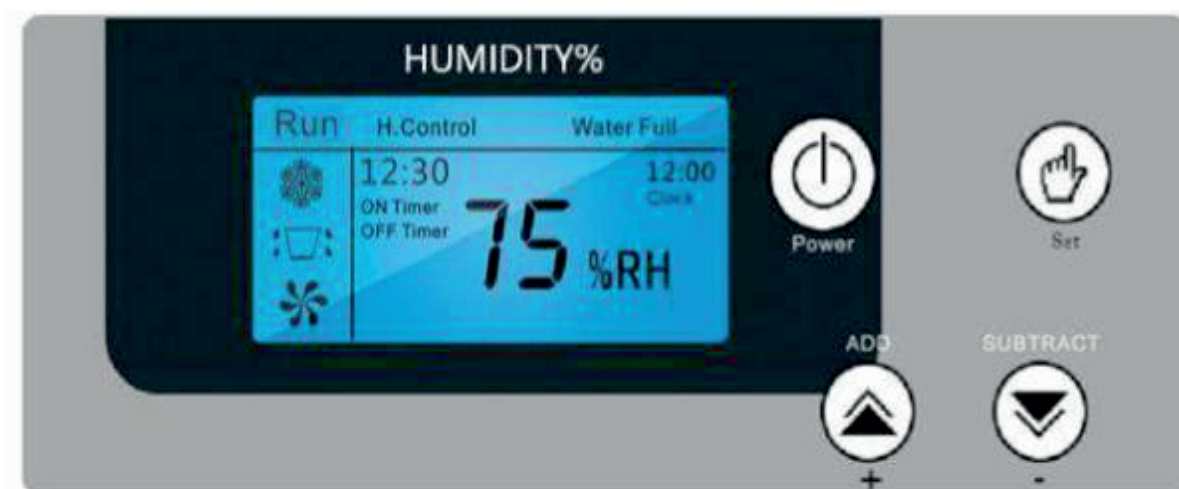 HUMIDITY%
Run H.Control Water Full
12:30 12:00
ON Timer Clock
OFF Timer
75 %RH
Power
Set
ADD SUBTRACT
+ -